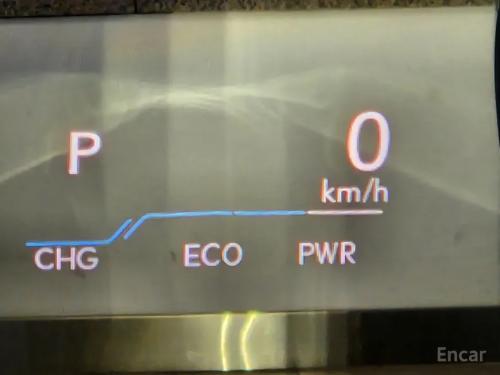 P 0
km/h
CHG ECO PWR
Encar